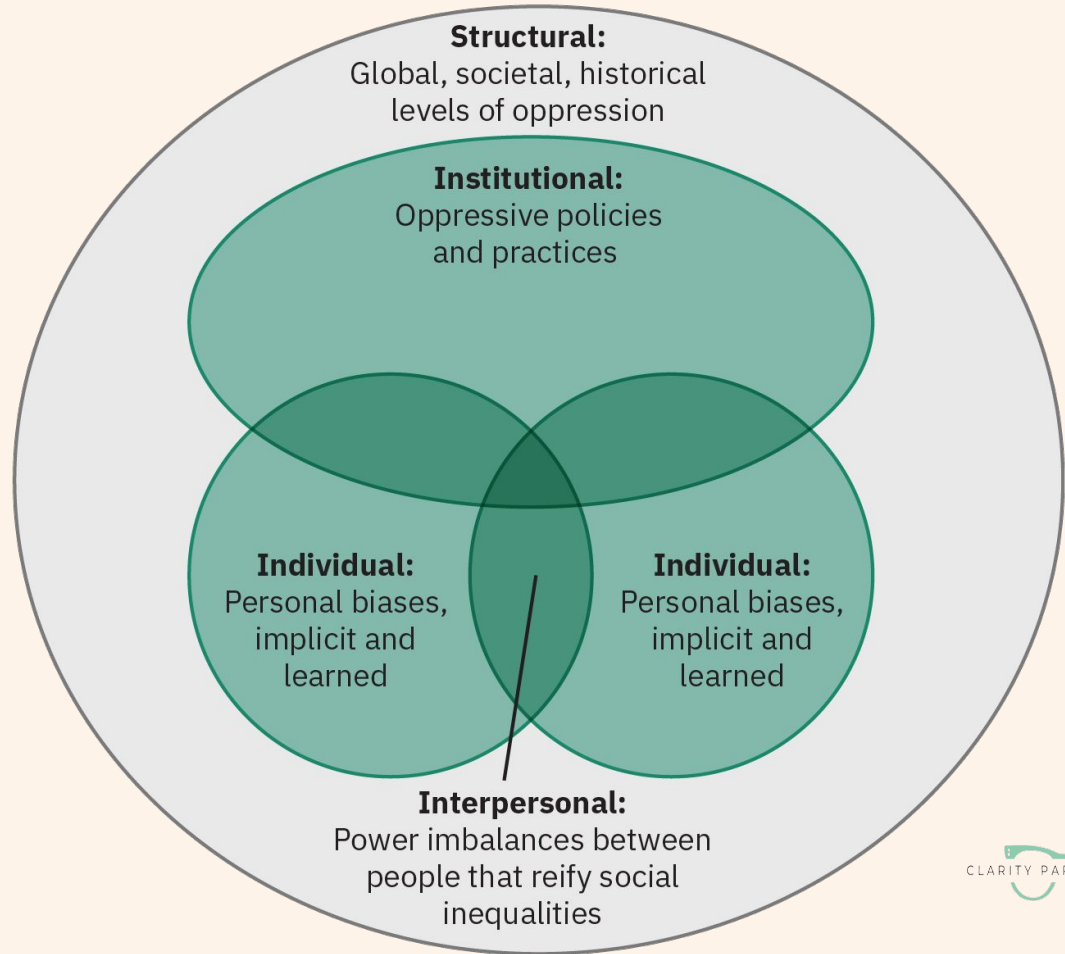 Structural:
Global, societal, historical
levels of oppression
Institutional:
Oppressive policies
and practices
Individual:
Personal biases,
implicit and
learned
Individual:
Personal biases,
implicit and
learned
Interpersonal:
Power imbalances between
people that reify social
inequalities
CLARITY